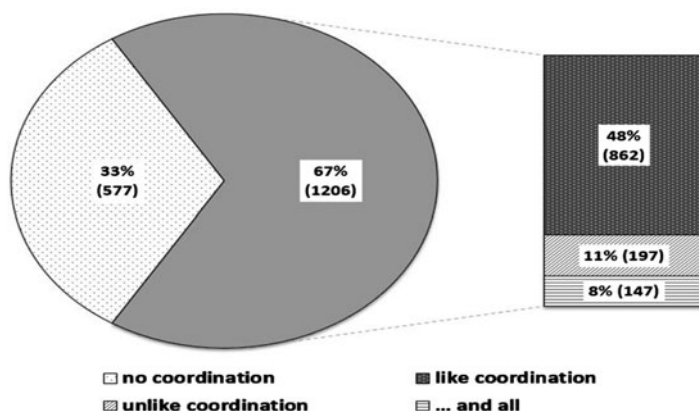 33%
(577)
67%
(1206)
48%
(862)
11% (197)
8% (147)
no coordination
like coordination
unlike coordination
... and all